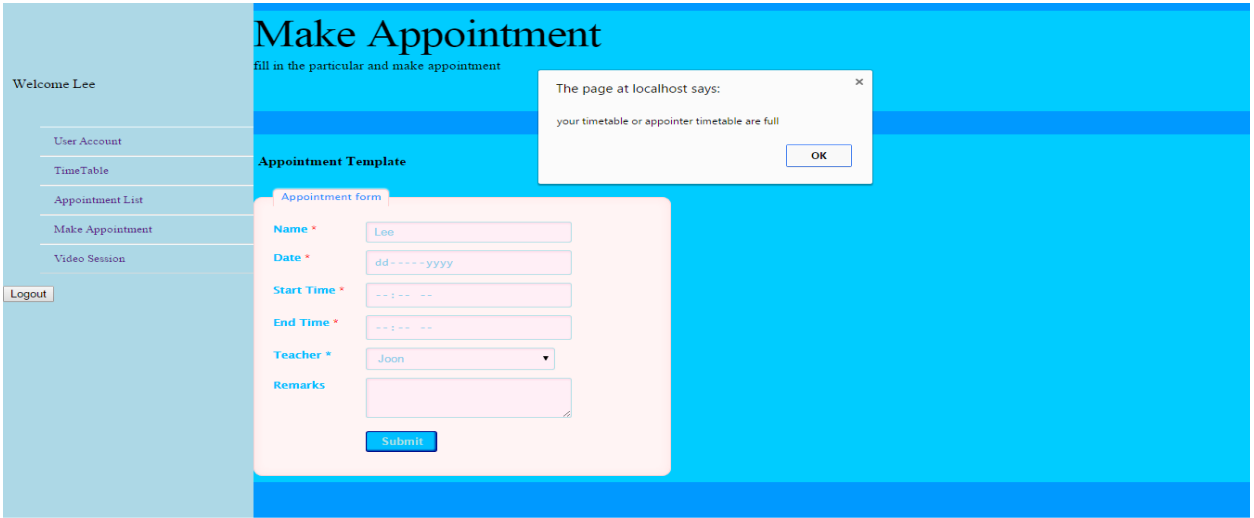 Make Appointment
fill in the particular and make appointment
Welcome Lee
User Account
TimeTable
Appointment List
Make Appointment
Video Session
Logout
The page at localhost says:
×
your timetable or appointer timetable are full
OK
Appointment Template
Appointment form
Name * Lee
Date * dd-----yyyy
Start Time * --:-- --
End Time * --:-- --
Teacher * Joon
Remarks
Submit